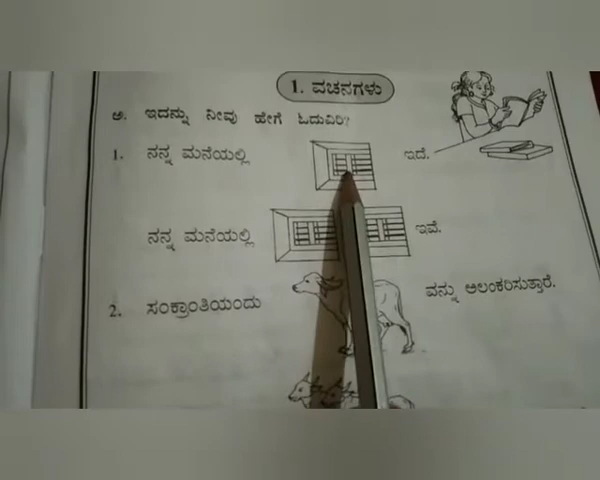 1. ವಚನಗಳು
ಅ. ಇದನ್ನು ನೀವು ಹೇಗೆ ಓದುವಿರಿ?
1. ನನ್ನ ಮನೆಯಲ್ಲಿ ಇದೆ.
ನನ್ನ ಮನೆಯಲ್ಲಿ ಇವೆ.
2. ಸಂಕ್ರಾಂತಿಯಂದು ವನ್ನು ಅಲಂಕರಿಸುತ್ತಾರೆ.